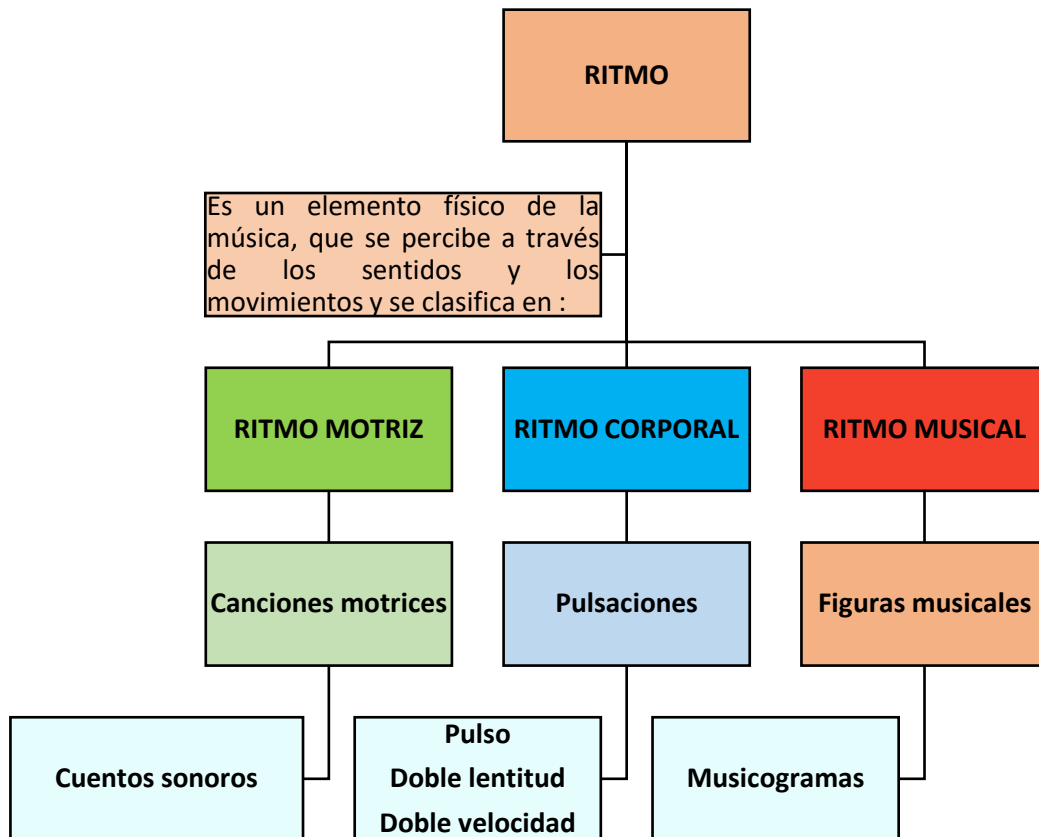 RITMO
Es un elemento físico de la
música, que se percibe a través
de los sentidos y los
movimientos y se clasifica en :
RITMO MOTRIZ
RITMO CORPORAL
RITMO MUSICAL
Canciones motrices
Pulsaciones
Figuras musicales
Cuentos sonoros
Pulso
Doble lentitud
Doble velocidad
Musicogramas